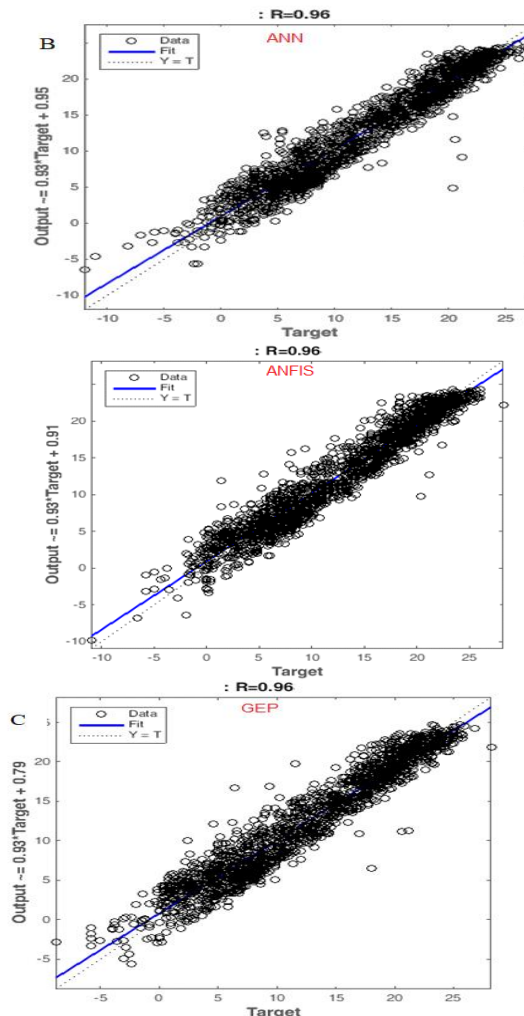 : R=0.96
B
ANN
Data
Fit
Y = T
Output ~= 0.93*Target + 0.95
20
15
10
5
0
-5
-10
-10
-5
0
5
10
15
20
25
Target
: R=0.96
ANFIS
Data
Fit
Y = T
Output ~= 0.93*Target + 0.91
20
15
10
5
0
-5
-10
-10
-5
0
5
10
15
20
25
Target
: R=0.96
C
GEP
Data
Fit
Y = T
Output ~= 0.93*Target + 0.79
20
15
10
5
0
-5
-5
0
5
10
15
20
25
Target